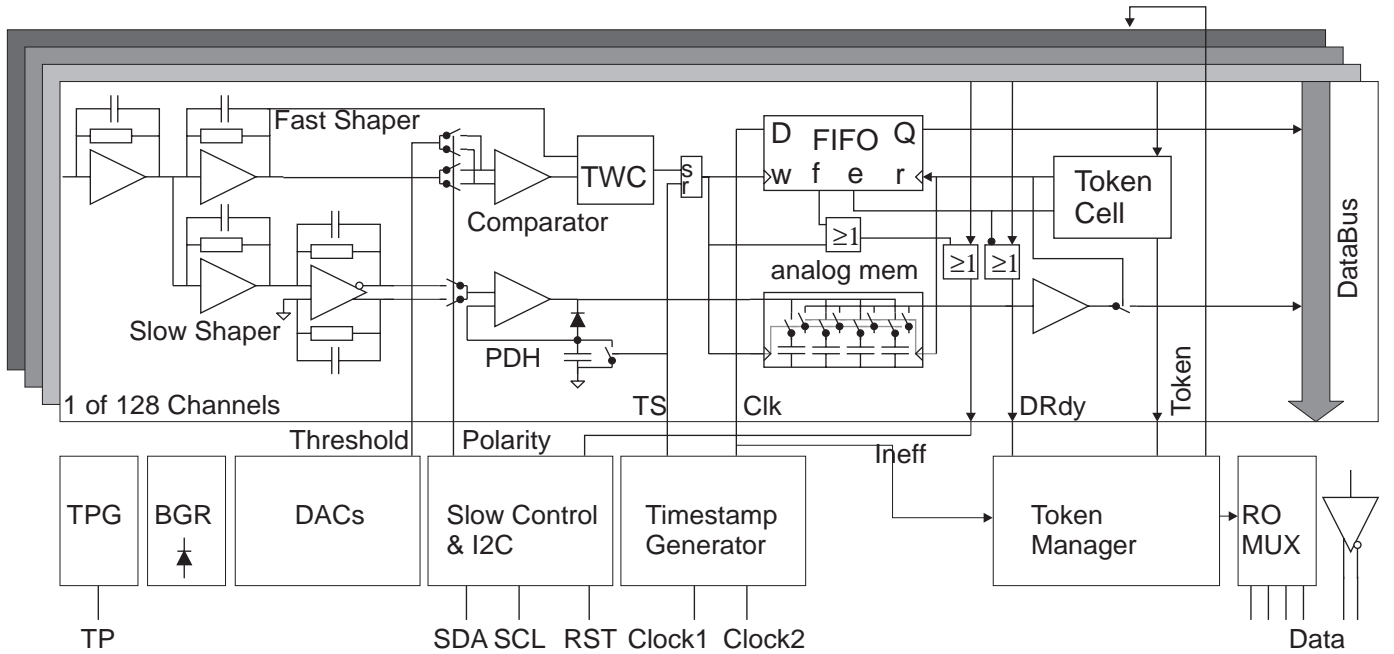 Fast Shaper
D FIFO Q
w f e r
TWC
s
r
Token
Cell
Comparator
≥1
≥1
≥1
analog mem
Slow Shaper
PDH
DataBus
1 of 128 Channels
TS
Clk
DRdy
Token
Threshold
Polarity
Ineff
TPG
BGR
DACs
Slow Control
& I2C
Timestamp
Generator
Token
Manager
RO
MUX
TP
SDA
SCL
RST
Clock1
Clock2
Data